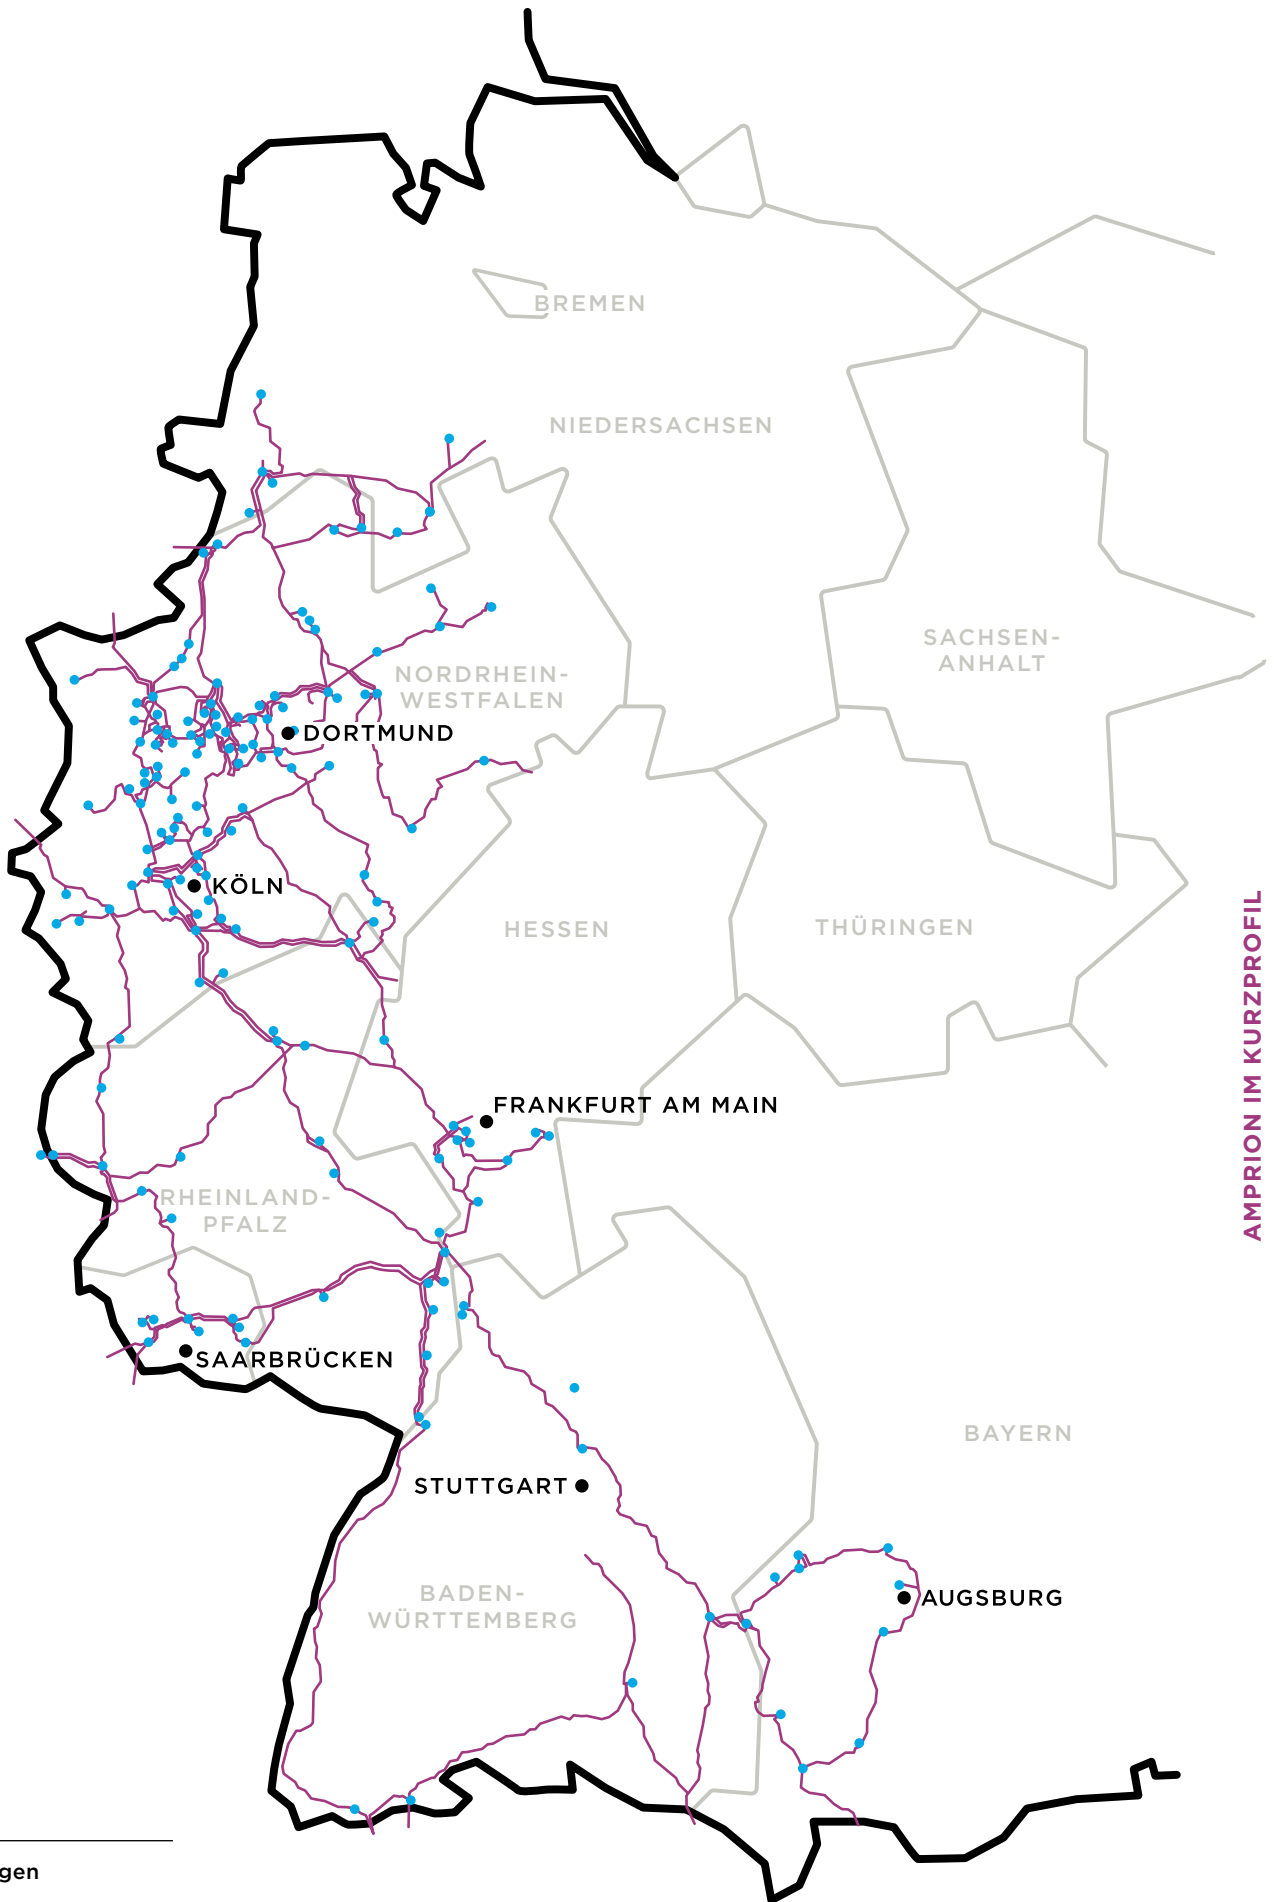 BREMEN
NIEDERSACHSEN
SACHSEN-
ANHALT
NORDRHEIN-
WESTFALEN
DORTMUND
KÖLN
HESSEN
THÜRINGEN
AMPRION IM KURZPROFIL
FRANKFURT AM MAIN
RHEINLAND-
PFALZ
SAARBRÜCKEN
BAYERN
STUTTGART
BADEN-
WÜRTTEMBERG
AUGSBURG
gen